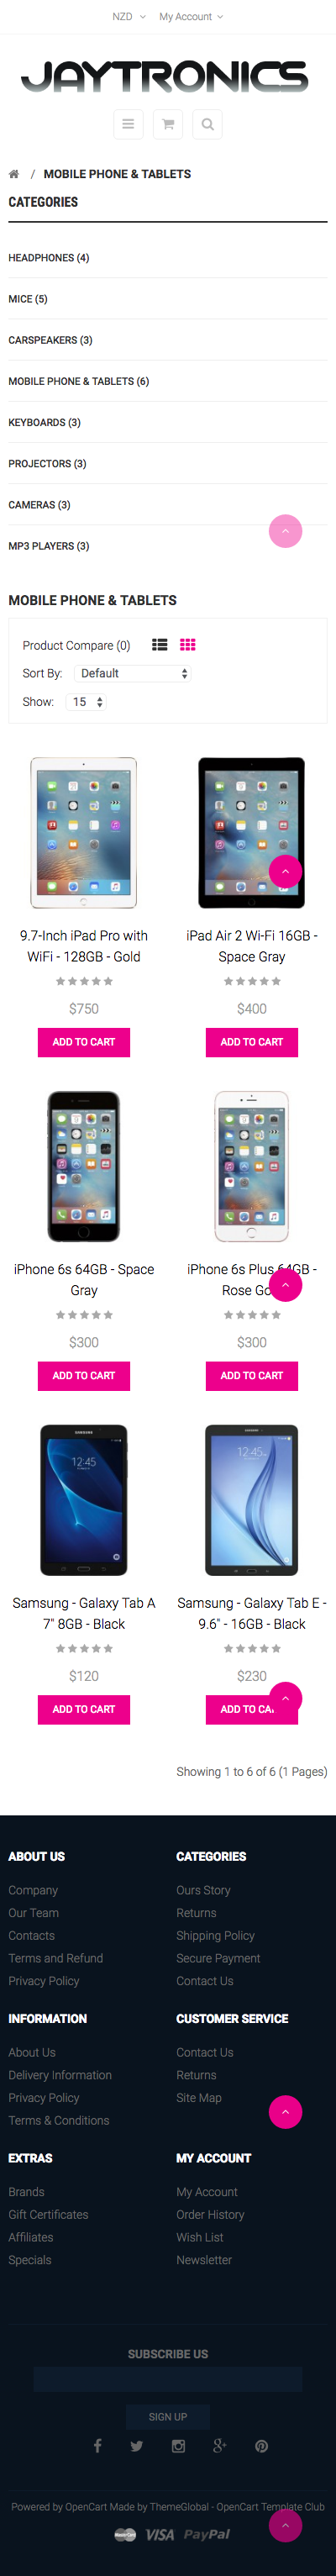 NZD My Account
JAYTRONICS
/ MOBILE PHONE & TABLETS
CATEGORIES
HEADPHONES (4)
MICE (5)
CARSPEAKERS (3)
MOBILE PHONE & TABLETS (6)
KEYBOARDS (3)
PROJECTORS (3)
CAMERAS (3)
MP3 PLAYERS (3)
MOBILE PHONE & TABLETS
Product Compare (0)
Sort By: Default
Show: 15
9.7-Inch iPad Pro with
WiFi - 128GB - Gold
$750
ADD TO CART
iPad Air 2 Wi-Fi 16GB -
Space Gray
$400
ADD TO CART
iPhone 6s 64GB - Space
Gray
$300
ADD TO CART
iPhone 6s Plus 64GB -
Rose Go
$300
ADD TO CART
SAMSUNG
12:45
Samsung - Galaxy Tab A
7" 8GB - Black
$120
ADD TO CART
SAMSUNG
12:45
Samsung - Galaxy Tab E -
9.6" - 16GB - Black
$230
ADD TO CA
Showing 1 to 6 of 6 (1 Pages)
ABOUT US
Company
Our Team
Contacts
Terms and Refund
Privacy Policy
CATEGORIES
Ours Story
Returns
Shipping Policy
Secure Payment
Contact Us
INFORMATION
About Us
Delivery Information
Privacy Policy
Terms & Conditions
CUSTOMER SERVICE
Contact Us
Returns
Site Map
EXTRAS
Brands
Gift Certificates
Affiliates
Specials
MY ACCOUNT
My Account
Order History
Wish List
Newsletter
SUBSCRIBE US
SIGN UP
Powered by OpenCart Made by ThemeGlobal - OpenCart Template Club
MasterCard VISA PayPal